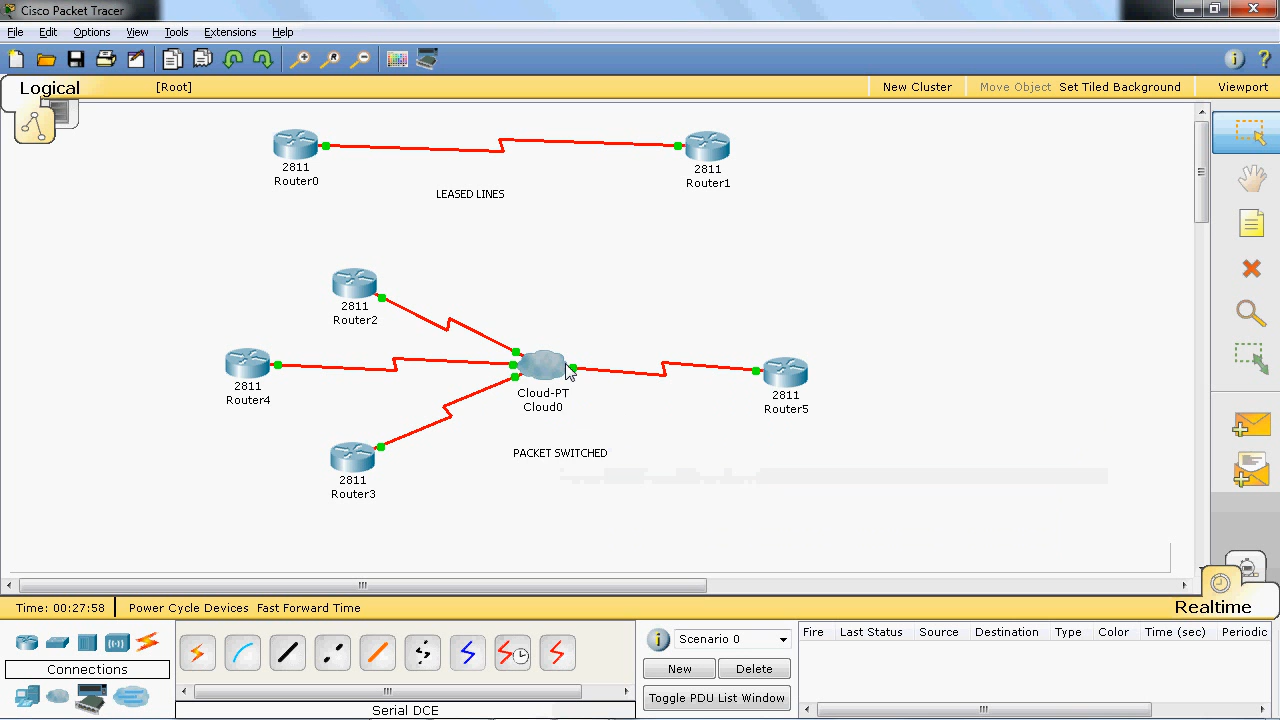 Cisco Packet Tracer
File Edit Options View Tools Extensions Help
Logical [Root] New Cluster Move Object Set Tiled Background Viewport
2811
Router0
2811
Router1
LEASED LINES
2811
Router2
2811
Router4
Cloud-PT
Cloud0
2811
Router5
PACKET SWITCHED
2811
Router3
Time: 00:27:58 Power Cycle Devices Fast Forward Time Realtime
Scenario 0
Fire Last Status Source Destination Type Color Time (sec) Periodic
Connections
New Delete
Toggle PDU List Window
Serial DCE